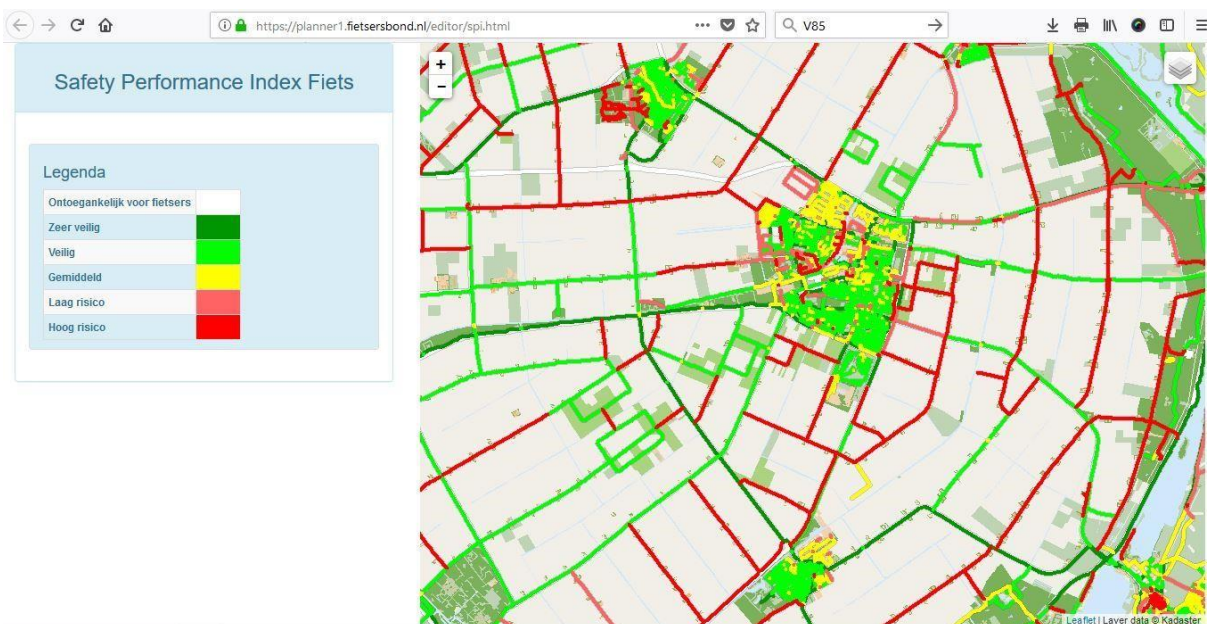 https://planner1.fietsersbond.nl/editor/spi.html
V85
Safety Performance Index Fiets
Legenda
Ontoegankelijk voor fietsers
Zeer veilig
Veilig
Gemiddeld
Laag risico
Hoog risico
+
-
Leaflet | Layer data © Kadaster